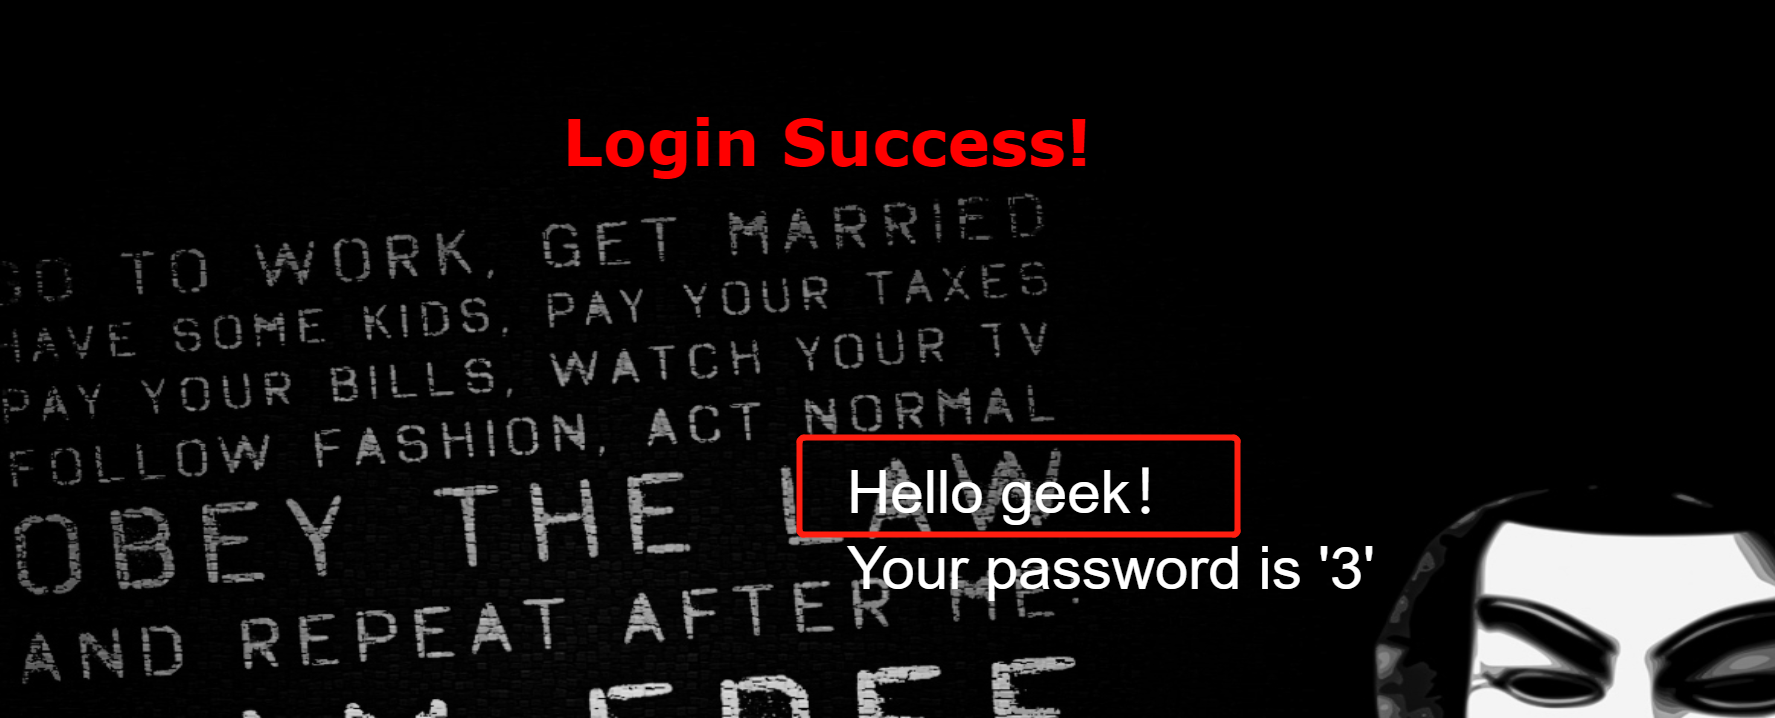 Login Success!
GO TO WORK, GET MARRIED
HAVE SOME KIDS, PAY YOUR TAXES
PAY YOUR BILLS, WATCH YOUR TV
FOLLOW FASHION, ACT NORMAL
OBEY THE LAW
Hello geek!
Your password is '3'
AND REPEAT AFTER ME:
FREE